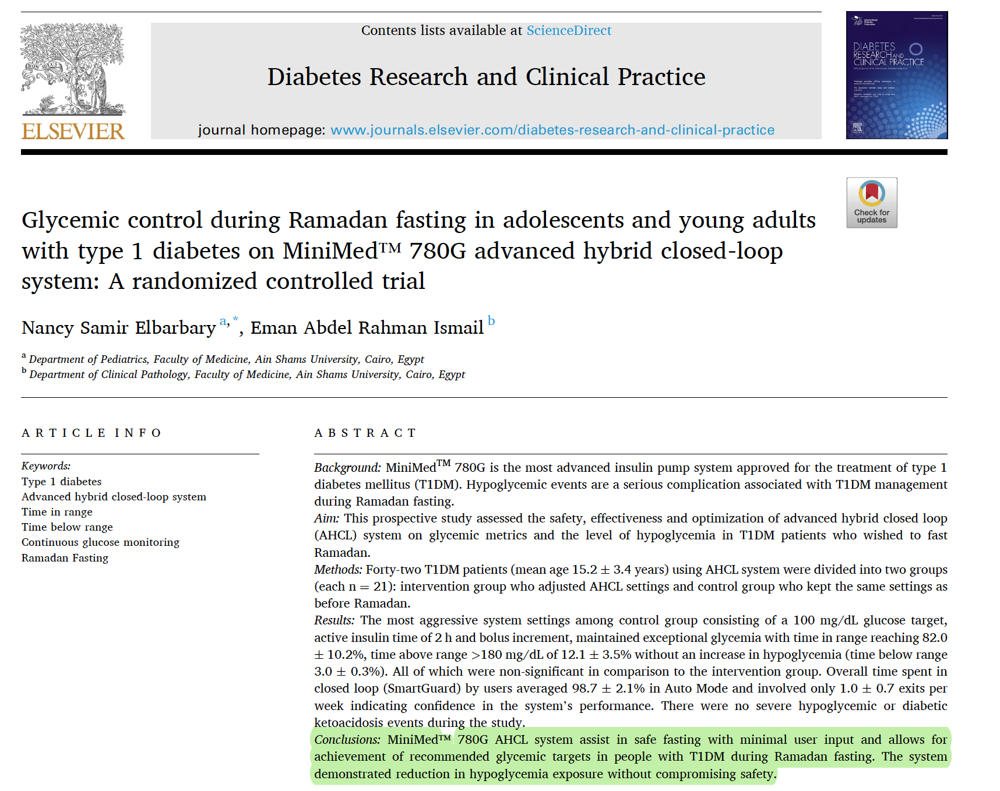 Contents lists available at ScienceDirect
NON SOLUS
ELSEVIER
Diabetes Research and Clinical Practice
journal homepage: www.journals.elsevier.com/diabetes-research-and-clinical-practice
International
Diabetes
Federation
DIABETES
RESEARCH AND
CLINICAL PRACTICE
Check for
updates
Glycemic control during Ramadan fasting in adolescents and young adults
with type 1 diabetes on MiniMed™ 780G advanced hybrid closed-loop
system: A randomized controlled trial
Nancy Samir Elbarbary a,*, Eman Abdel Rahman Ismail b
a Department of Pediatrics, Faculty of Medicine, Ain Shams University, Cairo, Egypt
b Department of Clinical Pathology, Faculty of Medicine, Ain Shams University, Cairo, Egypt
ARTICLE INFO
Keywords:
Type 1 diabetes
Advanced hybrid closed-loop system
Time in range
Time below range
Continuous glucose monitoring
Ramadan Fasting
ABSTRACT
Background: MiniMed™ 780G is the most advanced insulin pump system approved for the treatment of type 1
diabetes mellitus (T1DM). Hypoglycemic events are a serious complication associated with T1DM management
during Ramadan fasting.
Aim: This prospective study assessed the safety, effectiveness and optimization of advanced hybrid closed loop
(AHCL) system on glycemic metrics and the level of hypoglycemia in T1DM patients who wished to fast
Ramadan.
Methods: Forty-two T1DM patients (mean age 15.2 ± 3.4 years) using AHCL system were divided into two groups
(each n = 21): intervention group who adjusted AHCL settings and control group who kept the same settings as
before Ramadan.
Results: The most aggressive system settings among control group consisting of a 100 mg/dL glucose target,
active insulin time of 2 h and bolus increment, maintained exceptional glycemia with time in range reaching 82.0
± 10.2%, time above range >180 mg/dL of 12.1 ± 3.5% without an increase in hypoglycemia (time below range
3.0 ± 0.3%). All of which were non-significant in comparison to the intervention group. Overall time spent in
closed loop (SmartGuard) by users averaged 98.7 ± 2.1% in Auto Mode and involved only 1.0 ± 0.7 exits per
week indicating confidence in the system's performance. There were no severe hypoglycemic or diabetic
ketoacidosis events during the study.
Conclusions: MiniMed™ 780G AHCL system assist in safe fasting with minimal user input and allows for
achievement of recommended glycemic targets in people with T1DM during Ramadan fasting. The system
demonstrated reduction in hypoglycemia exposure without compromising safety.